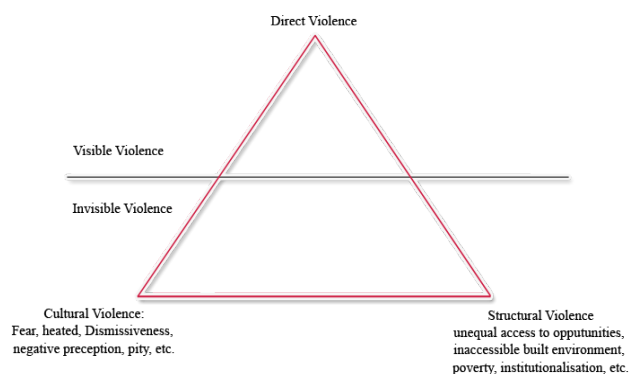 Direct Violence
Visible Violence
Invisible Violence
Cultural Violence:
Fear, heated, Dismissiveness,
negative preception, pity, etc.
Structural Violence
unequal access to opputunities,
inaccessible built environment,
poverty, institutionalisation, etc.